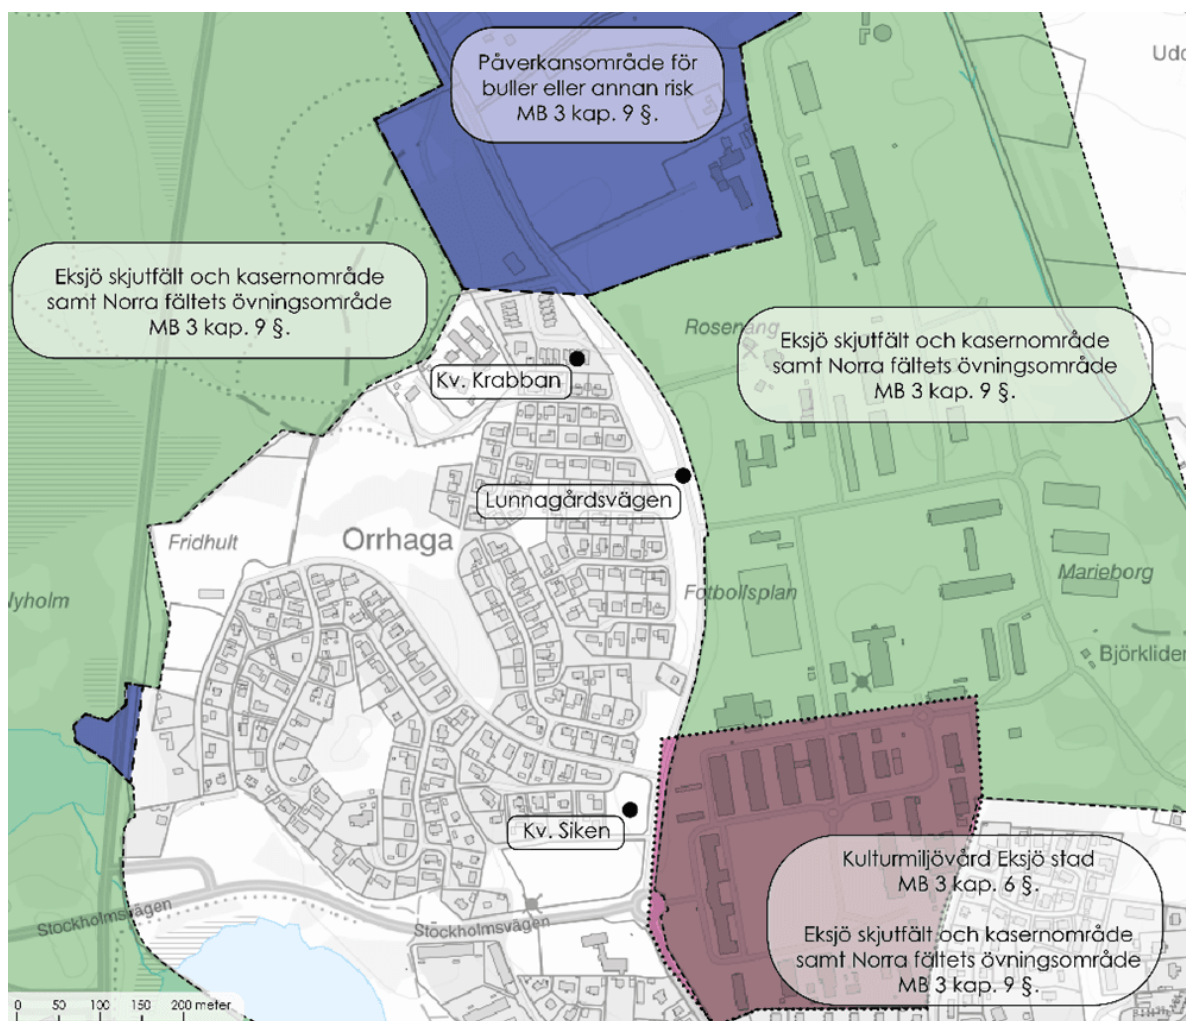 Påverkansområde för
buller eller annan risk
MB 3 kap. 9 §.
Eksjö skjutfält och kasernområde
samt Norra fältets övningsområde
MB 3 kap. 9 §.
Rosenäng
Eksjö skjutfält och kasernområde
samt Norra fältets övningsområde
MB 3 kap. 9 §.
Kv. Krabban
Lunnagårdsvägen
Fridhult
Orrhaga
Marieborg
Fotbollsplan
Björklider
Kv. Siken
Kulturmiljövård Eksjö stad
MB 3 kap. 6 §.
Eksjö skjutfält och kasernområde
samt Norra fältets övningsområde
MB 3 kap. 9 §.
Stockholmsvägen
Stockholmsvägen
0 50 100 150 200 meter